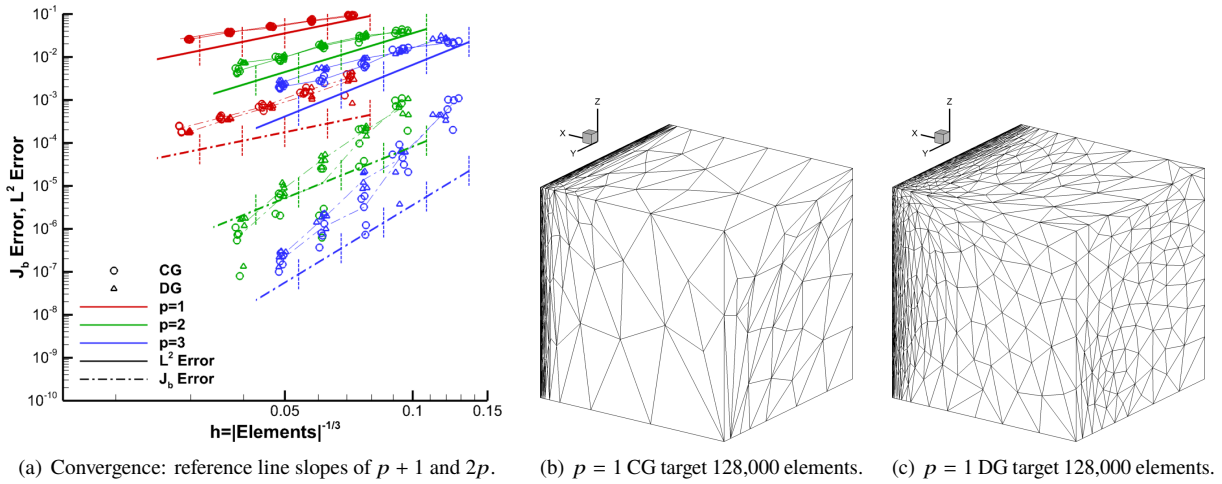 10^0
10^-1
10^-2
10^-3
10^-4
10^-5
10^-6
10^-7
10^-8
10^-9
10^-10
J_b Error, L^2 Error
CG
DG
p=1
p=2
p=3
L^2 Error
J_b Error
0.05 0.1 0.15
h=|Elements|^-1/3
Z
X
Y
Z
X
Y
(a) Convergence: reference line slopes of p + 1 and 2p.
(b) p = 1 CG target 128,000 elements.
(c) p = 1 DG target 128,000 elements.